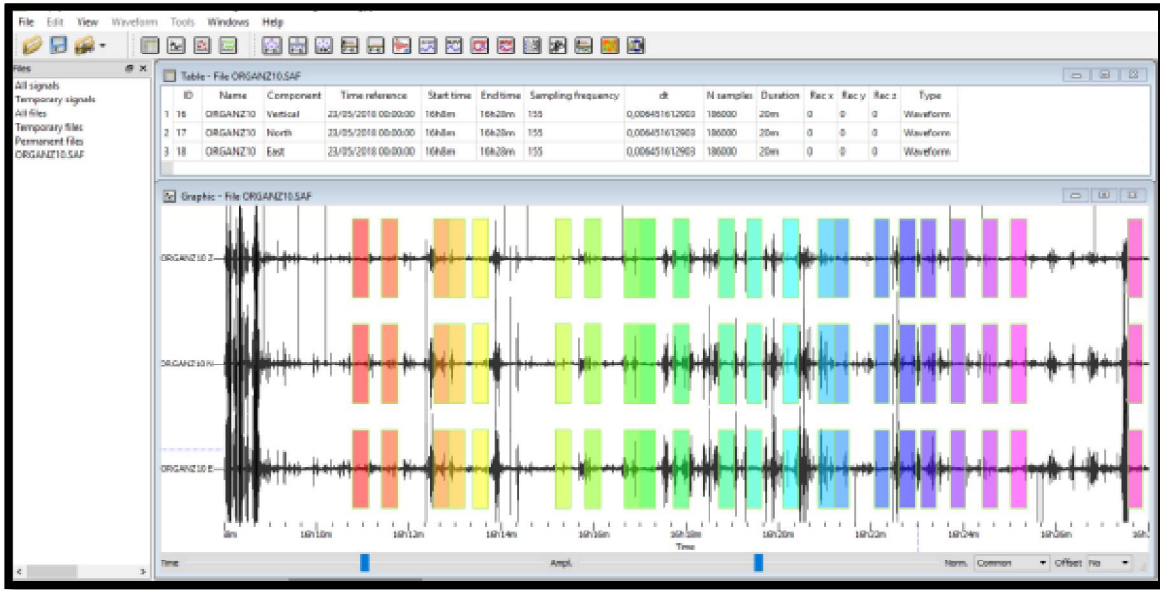 File Edit View Waveform Tools Windows Help
Files
All signals
Temporary signals
All files
Temporary files
Permanent files
ORGANZ10.SAF
Table - File ORGANZ10.SAF
ID Name Component Time reference Start time End time Sampling frequency dt N samples Duration Rec x Rec y Rec z Type
1 16 ORGANZ10 Vertical 23/05/2018 00:00:00 16h8m 16h28m 155 0,006451612903 186000 20m 0 0 0 Waveform
2 17 ORGANZ10 North 23/05/2018 00:00:00 16h8m 16h28m 155 0,006451612903 186000 20m 0 0 0 Waveform
3 18 ORGANZ10 East 23/05/2018 00:00:00 16h8m 16h28m 155 0,006451612903 186000 20m 0 0 0 Waveform
Graphic - File ORGANZ10.SAF
ORGANZ10 Z
ORGANZ10 N
ORGANZ10 E
8m 16h10m 16h12m 16h14m 16h16m 16h18m 16h20m 16h22m 16h24m 16h26m 16h
Time
Time Ampl. Norm. Common Offset No